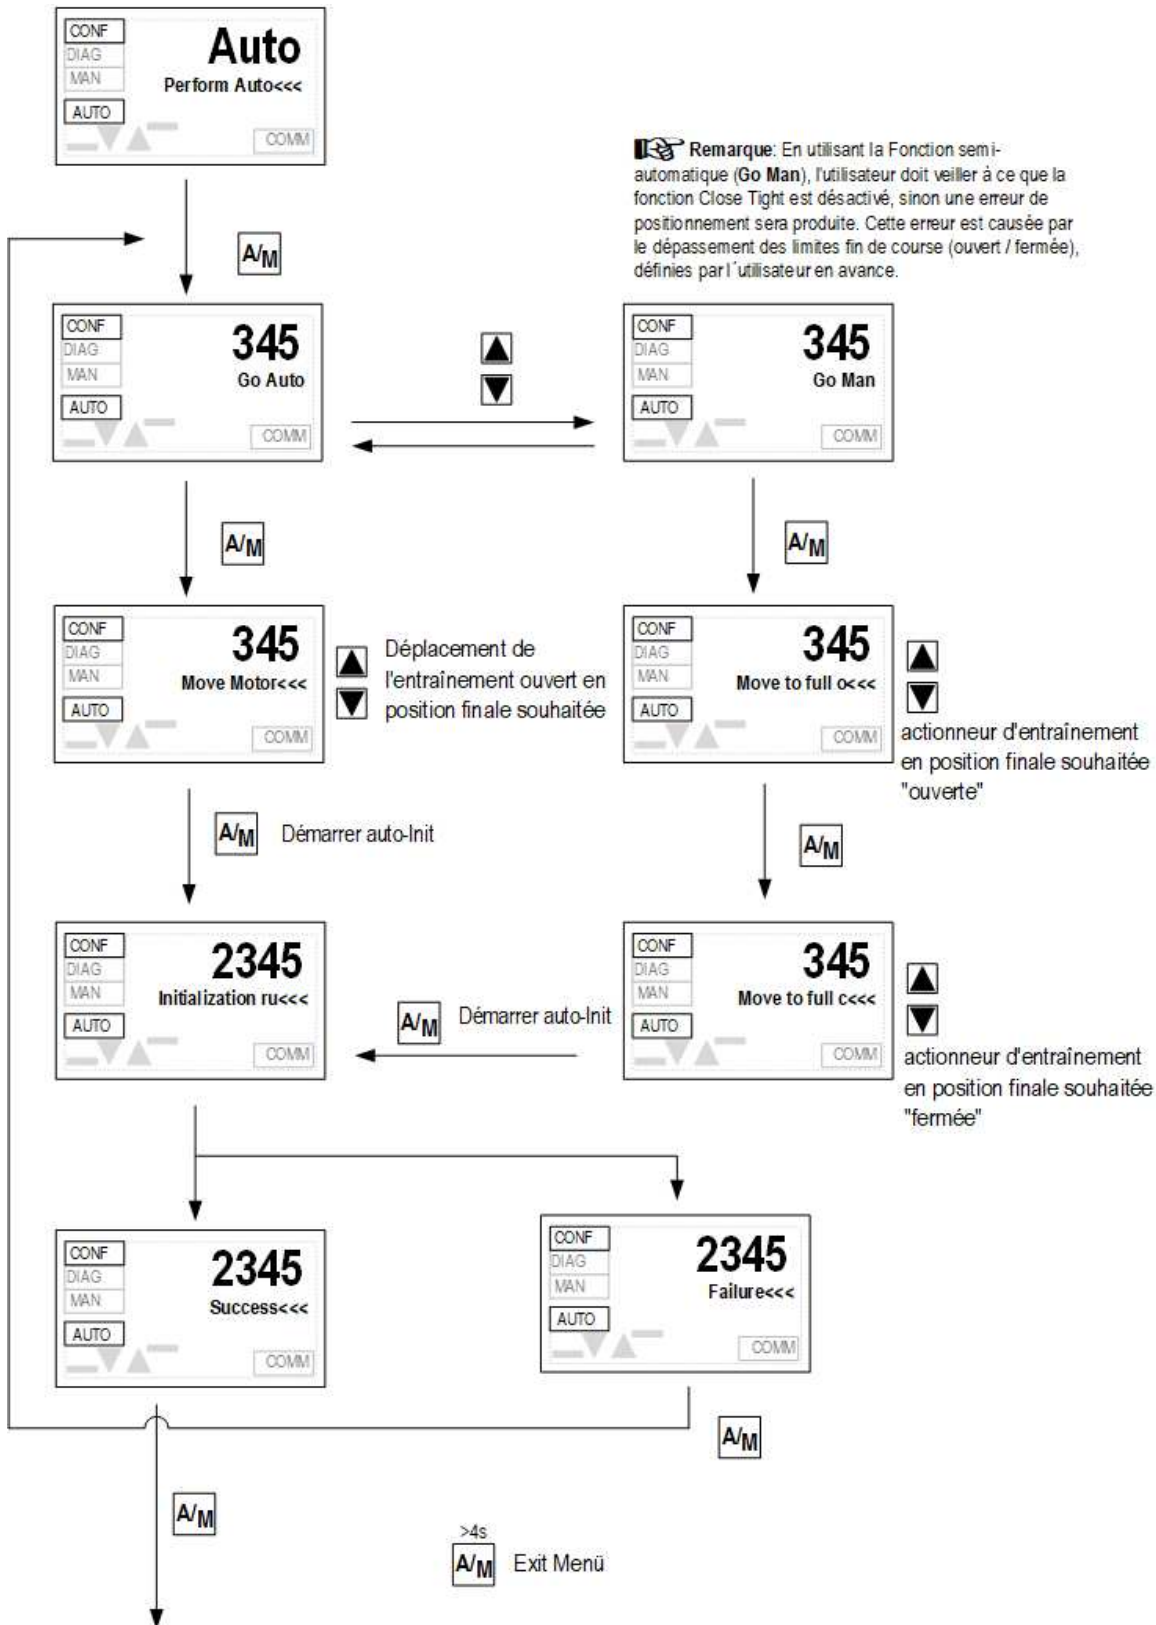 CONF
DIAG
MAN
AUTO
Auto
Perform Auto<<<
COMM
Remarque: En utilisant la Fonction semi-
automatique (Go Man), l'utilisateur doit veiller à ce que la
fonction Close Tight est désactivé, sinon une erreur de
positionnement sera produite. Cette erreur est causée par
le dépassement des limites fin de course (ouvert / fermée),
définies par l´utilisateur en avance.
A/M
CONF
DIAG
MAN
AUTO
345
Go Auto
COMM
CONF
DIAG
MAN
AUTO
345
Go Man
COMM
A/M
A/M
CONF
DIAG
MAN
AUTO
345
Move Motor<<<
COMM
Déplacement de
l'entraînement ouvert en
position finale souhaitée
CONF
DIAG
MAN
AUTO
345
Move to full o<<<
COMM
actionneur d'entraînement
en position finale souhaitée
"ouverte"
A/M
Démarrer auto-Init
A/M
CONF
DIAG
MAN
AUTO
2345
Initialization ru<<<
COMM
A/M
Démarrer auto-Init
CONF
DIAG
MAN
AUTO
345
Move to full c<<<
COMM
actionneur d'entraînement
en position finale souhaitée
"fermée"
CONF
DIAG
MAN
AUTO
2345
Success<<<
COMM
CONF
DIAG
MAN
AUTO
2345
Failure<<<
COMM
A/M
A/M
>4s
A/M
Exit Menü